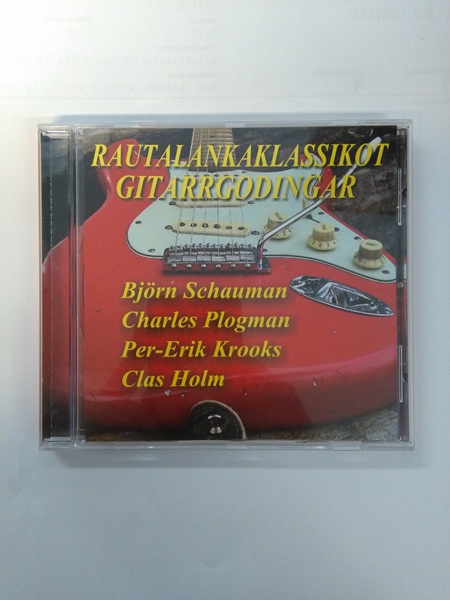 RAUTALANKAKLASSIKOT
GITARRGODINGAR
Björn Schauman
Charles Plogman
Per-Erik Krooks
Clas Holm